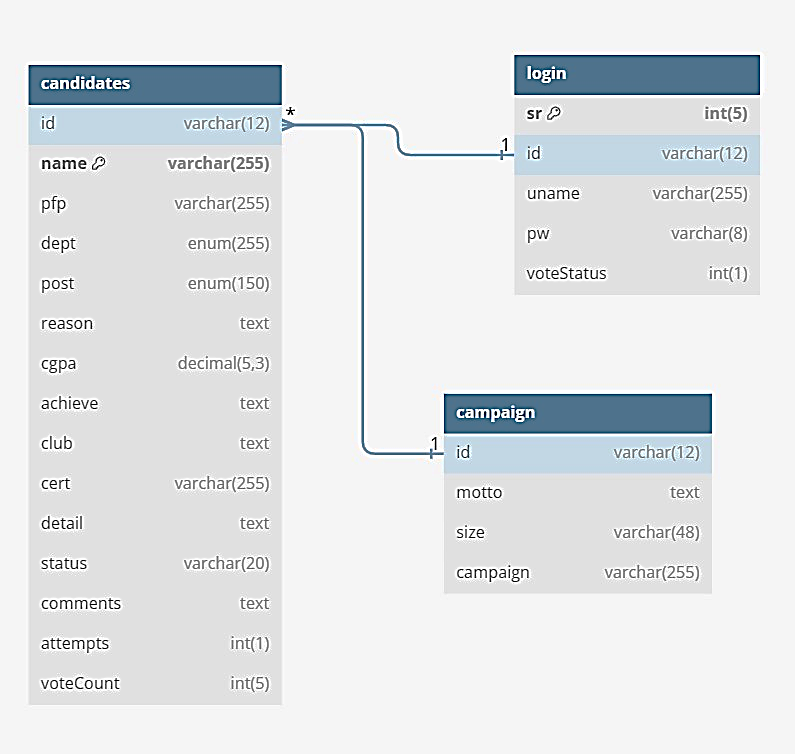 candidates
*
id varchar(12)
name varchar(255)
pfp varchar(255)
dept enum(255)
post enum(150)
reason text
cgpa decimal(5,3)
achieve text
club text
cert varchar(255)
detail text
status varchar(20)
comments text
attempts int(1)
voteCount int(5)
login
sr int(5)
1
id varchar(12)
uname varchar(255)
pw varchar(8)
voteStatus int(1)
campaign
1
id varchar(12)
motto text
size varchar(48)
campaign varchar(255)